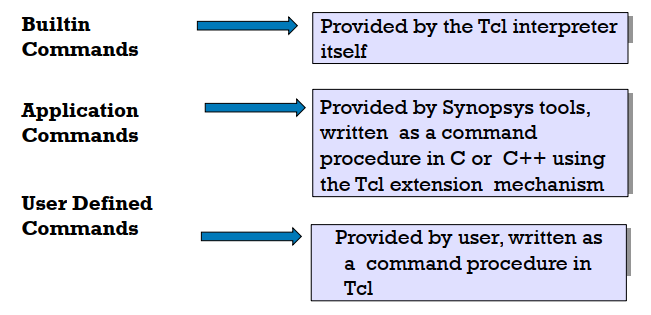 Builtin
Commands
Provided by the Tcl interpreter
itself
Application
Commands
Provided by Synopsys tools,
written as a command
procedure in C or C++ using
the Tcl extension mechanism
User Defined
Commands
Provided by user, written as
a command procedure in
Tcl